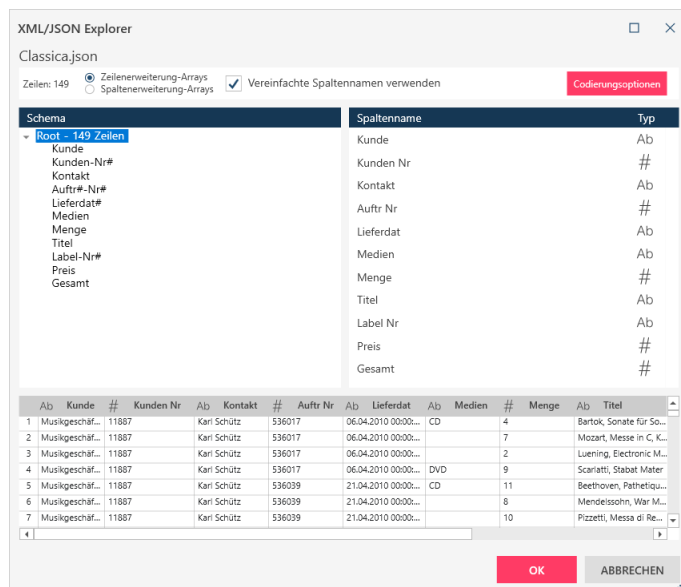 XML/JSON Explorer
Classica.json
Zeilen: 149
Zeilenerweiterung-Arrays
Spaltenerweiterung-Arrays
Vereinfachte Spaltennamen verwenden
Codierungsoptionen
Schema
Root - 149 Zeilen
Kunde
Kunden-Nr#
Kontakt
Auftr#-Nr#
Lieferdat#
Medien
Menge
Titel
Label-Nr#
Preis
Gesamt
Spaltenname Typ
Kunde Ab
Kunden Nr #
Kontakt Ab
Auftr Nr #
Lieferdat Ab
Medien Ab
Menge #
Titel Ab
Label Nr Ab
Preis #
Gesamt #
Ab Kunde # Kunden Nr Ab Kontakt # Auftr Nr Ab Lieferdat Ab Medien # Menge Ab Titel
1 Musikgeschäf... 11887 Karl Schütz 536017 06.04.2010 00:00:... CD 4 Bartok, Sonate für So...
2 Musikgeschäf... 11887 Karl Schütz 536017 06.04.2010 00:00:... 7 Mozart, Messe in C, K...
3 Musikgeschäf... 11887 Karl Schütz 536017 06.04.2010 00:00:... 2 Luening, Electronic M...
4 Musikgeschäf... 11887 Karl Schütz 536017 06.04.2010 00:00:... DVD 9 Scarlatti, Stabat Mater
5 Musikgeschäf... 11887 Karl Schütz 536039 21.04.2010 00:00:... CD 11 Beethoven, Pathetiqu...
6 Musikgeschäf... 11887 Karl Schütz 536039 21.04.2010 00:00:... 8 Mendelssohn, War M...
7 Musikgeschäf... 11887 Karl Schütz 536039 21.04.2010 00:00:... 10 Pizzetti, Messa di Re...
OK ABBRECHEN